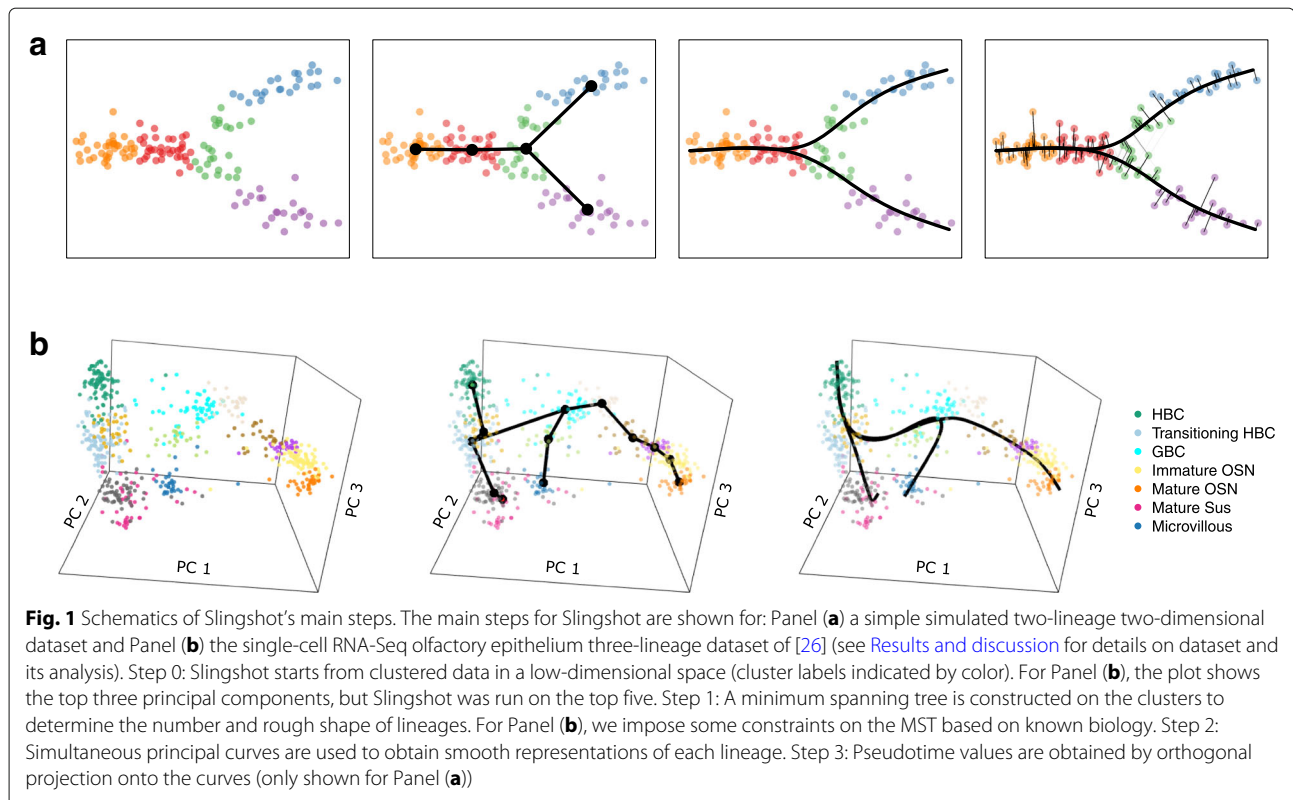 a
b
PC 2
PC 1
PC 3
PC 2
PC 1
PC 3
PC 2
PC 1
PC 3
HBC
Transitioning HBC
GBC
Immature OSN
Mature OSN
Mature Sus
Microvillous
Fig. 1 Schematics of Slingshot's main steps. The main steps for Slingshot are shown for: Panel (a) a simple simulated two-lineage two-dimensional
dataset and Panel (b) the single-cell RNA-Seq olfactory epithelium three-lineage dataset of [26] (see Results and discussion for details on dataset and
its analysis). Step 0: Slingshot starts from clustered data in a low-dimensional space (cluster labels indicated by color). For Panel (b), the plot shows
the top three principal components, but Slingshot was run on the top five. Step 1: A minimum spanning tree is constructed on the clusters to
determine the number and rough shape of lineages. For Panel (b), we impose some constraints on the MST based on known biology. Step 2:
Simultaneous principal curves are used to obtain smooth representations of each lineage. Step 3: Pseudotime values are obtained by orthogonal
projection onto the curves (only shown for Panel (a))